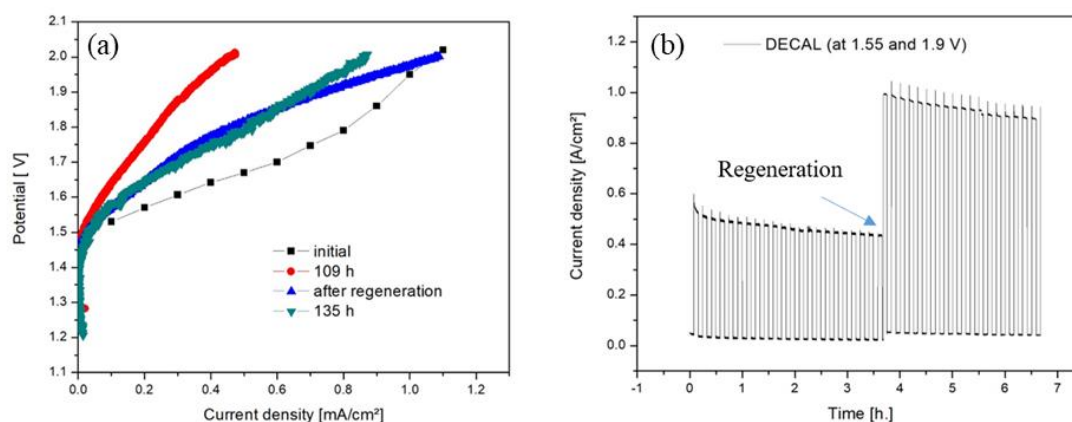 (a)
2.1
2.0
1.9
1.8
1.7
1.6
1.5
1.4
1.3
1.2
1.1
Potential [ V]
initial
109 h
after regeneration
135 h
0.0 0.2 0.4 0.6 0.8 1.0 1.2
Current density [mA/cm²]
(b)
DECAL (at 1.55 and 1.9 V)
1.2
1.0
0.8
0.6
0.4
0.2
0.0
Current density [A/cm²]
Regeneration
-1 0 1 2 3 4 5 6 7
Time [h.]